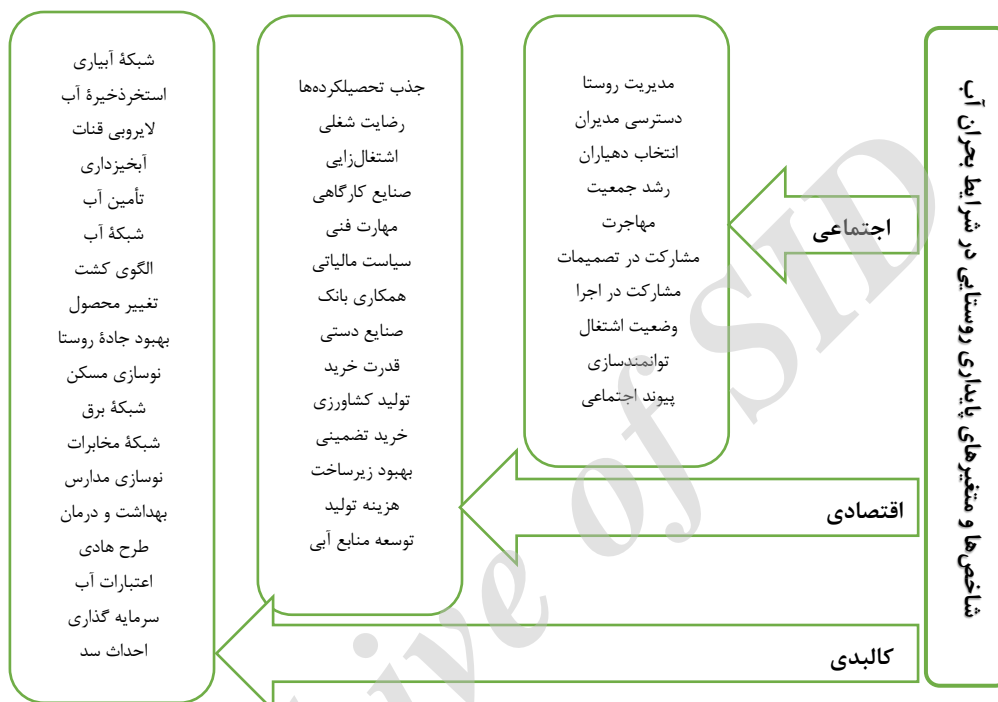 شاخص‌ها و متغیرهای پایداری روستایی در شرایط بحران آب
اجتماعی
مدیریت روستا
دسترسی مدیران
انتخاب دهیاران
رشد جمعیت
مهاجرت
مشارکت در تصمیمات
مشارکت در اجرا
وضعیت اشتغال
توانمندسازی
پیوند اجتماعی
اقتصادی
جذب تحصیلکرده‌ها
رضایت شغلی
اشتغال‌زایی
صنایع کارگاهی
مهارت فنی
سیاست مالیاتی
همکاری بانک
صنایع دستی
قدرت خرید
تولید کشاورزی
خرید تضمینی
بهبود زیرساخت
هزینه تولید
توسعه منابع آبی
کالبدی
شبکهٔ آبیاری
استخرذخیرهٔ آب
لایروبی قنات
آبخیزداری
تأمین آب
شبکهٔ آب
الگوی کشت
تغییر محصول
بهبود جادهٔ روستا
نوسازی مسکن
شبکهٔ برق
شبکهٔ مخابرات
نوسازی مدارس
بهداشت و درمان
طرح هادی
اعتبارات آب
سرمایه گذاری
احداث سد
ive of SID